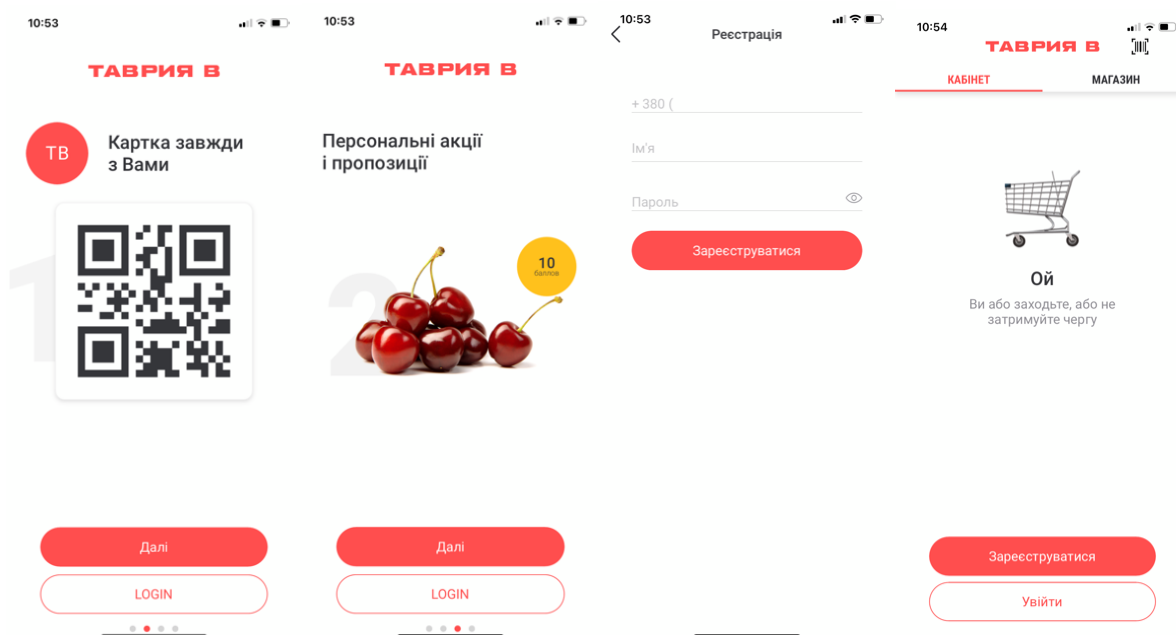 10:53
ТАВРИЯ В
ТВ
Картка завжди
з Вами
1
Далі
LOGIN
10:53
ТАВРИЯ В
Персональні акції
і пропозиції
10
баллов
2
Далі
LOGIN
10:53
Реєстрація
+ 380 (
Ім'я
Пароль
Зареєструватися
10:54
ТАВРИЯ В
КАБІНЕТ
МАГАЗИН
Ой
Ви або заходьте, або не
затримуйте чергу
Зареєструватися
Увійти